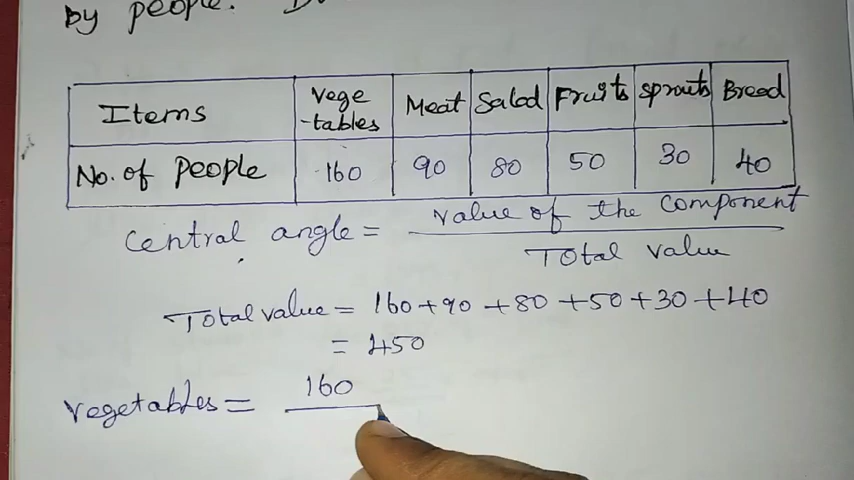 by people.
Items Vege-tables Meat Salad Fruits Sprouts Bread
No. of people 160 90 80 50 30 40
Central angle = value of the component
Total value
Total value = 160+90+80+50+30+40
= 450
Vegetables = 160